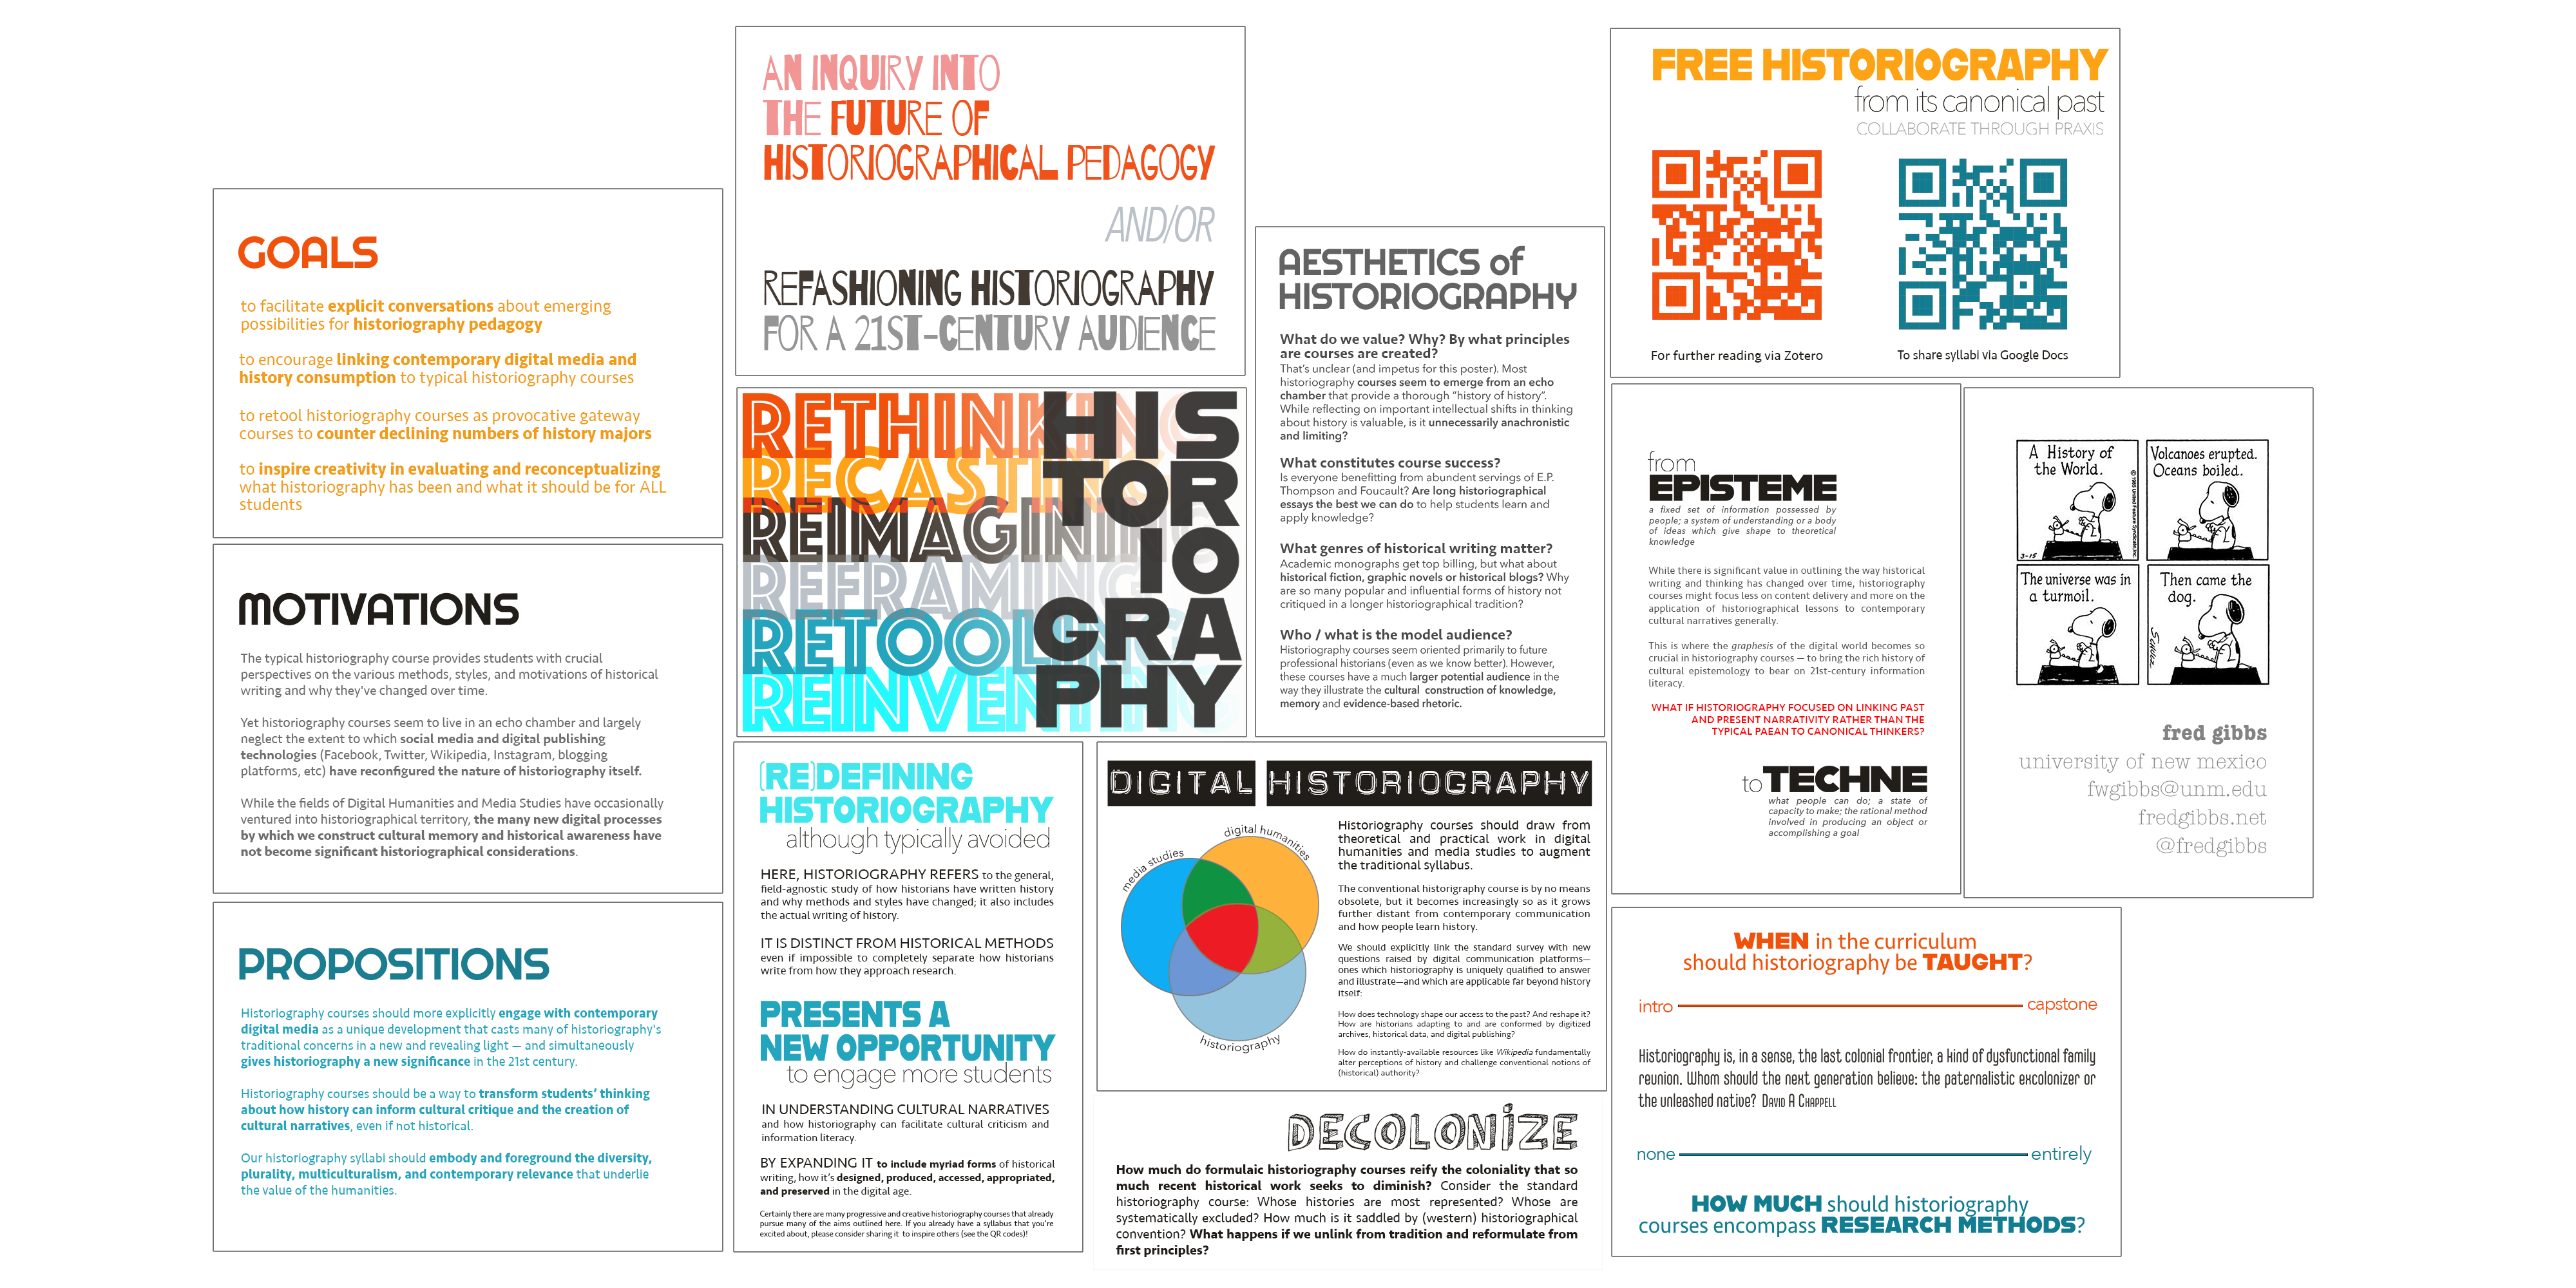 GOALS
to facilitate explicit conversations about emerging
possibilities for historiography pedagogy
to encourage linking contemporary digital media and
history consumption to typical historiography courses
to retool historiography courses as provocative gateway
courses to counter declining numbers of history majors
to inspire creativity in evaluating and reconceptualizing
what historiography has been and what it should be for ALL
students
MOTIVATIONS
The typical historiography course provides students with crucial
perspectives on the various methods, styles, and motivations of historical
writing and why they've changed over time.
Yet historiography courses seem to live in an echo chamber and largely
neglect the extent to which social media and digital publishing
technologies (Facebook, Twitter, Wikipedia, Instagram, blogging
platforms, etc) have reconfigured the nature of historiography itself.
While the fields of Digital Humanities and Media Studies have occasionally
ventured into historiographical territory, the many new digital processes
by which we construct cultural memory and historical awareness have
not become significant historiographical considerations.
PROPOSITIONS
Historiography courses should more explicitly engage with contemporary
digital media as a unique development that casts many of historiography's
traditional concerns in a new and revealing light — and simultaneously
gives historiography a new significance in the 21st century.
Historiography courses should be a way to transform students’ thinking
about how history can inform cultural critique and the creation of
cultural narratives, even if not historical.
Our historiography syllabi should embody and foreground the diversity,
plurality, multiculturalism, and contemporary relevance that underlie
the value of the humanities.
AN INQUIRY INTO
THE FUTURE OF
HISTORIOGRAPHICAL PEDAGOGY
AND/OR
REFASHIONING HISTORIOGRAPHY
FOR A 21ST-CENTURY AUDIENCE
RETHINKING
RECASTING
REIMAGINING
REFRAMING
RETOOLING
REINVENTING
HIS
TOR
IO
GRA
PHY
(RE)DEFINING
HISTORIOGRAPHY
although typically avoided
HERE, HISTORIOGRAPHY REFERS to the general,
field-agnostic study of how historians have written history
and why methods and styles have changed; it also includes
the actual writing of history.
IT IS DISTINCT FROM HISTORICAL METHODS
even if impossible to completely separate how historians
write from how they approach research.
PRESENTS A
NEW OPPORTUNITY
to engage more students
IN UNDERSTANDING CULTURAL NARRATIVES
and how historiography can facilitate cultural criticism and
information literacy.
BY EXPANDING IT to include myriad forms of historical
writing, how it’s designed, produced, accessed, appropriated,
and preserved in the digital age.
Certainly there are many progressive and creative historiography courses that already
pursue many of the aims outlined here. If you already have a syllabus that you’re
excited about, please consider sharing it to inspire others (see the QR codes)!
AESTHETICS of
HISTORIOGRAPHY
What do we value? Why? By what principles
are courses are created?
That’s unclear (and impetus for this poster). Most
historiography courses seem to emerge from an echo
chamber that provide a thorough “history of history”.
While reflecting on important intellectual shifts in thinking
about history is valuable, is it unnecessarily anachronistic
and limiting?
What constitutes course success?
Is everyone benefitting from abundent servings of E.P.
Thompson and Foucault? Are long historiographical
essays the best we can do to help students learn and
apply knowledge?
What genres of historical writing matter?
Academic monographs get top billing, but what about
historical fiction, graphic novels or historical blogs? Why
are so many popular and influential forms of history not
critiqued in a longer historiographical tradition?
Who / what is the model audience?
Historiography courses seem oriented primarily to future
professional historians (even as we know better). However,
these courses have a much larger potential audience in the
way they illustrate the cultural construction of knowledge,
memory and evidence-based rhetoric.
DIGITAL HISTORIOGRAPHY
media studies
digital humanities
historiography
Historiography courses should draw from
theoretical and practical work in digital
humanities and media studies to augment
the traditional syllabus.
The conventional historigraphy course is by no means
obsolete, but it becomes increasingly so as it grows
further distant from contemporary communication
and how people learn history.
We should explicitly link the standard survey with new
questions raised by digital communication platforms—
ones which historiography is uniquely qualified to answer
and illustrate—and which are applicable far beyond history
itself:
How does technology shape our access to the past? And reshape it?
How are historians adapting to and are conformed by digitized
archives, historical data, and digital publishing?
How do instantly-available resources like Wikipedia fundamentally
alter perceptions of history and challenge conventional notions of
(historical) authority?
DECOLONIZE
How much do formulaic historiography courses reify the coloniality that so
much recent historical work seeks to diminish? Consider the standard
historiography course: Whose histories are most represented? Whose are
systematically excluded? How much is it saddled by (western) historiographical
convention? What happens if we unlink from tradition and reformulate from
first principles?
FREE HISTORIOGRAPHY
from its canonical past
COLLABORATE THROUGH PRAXIS
For further reading via Zotero
To share syllabi via Google Docs
from
EPISTEME
a fixed set of information possessed by
people; a system of understanding or a body
of ideas which give shape to theoretical
knowledge
While there is significant value in outlining the way historical
writing and thinking has changed over time, historiography
courses might focus less on content delivery and more on the
application of historiographical lessons to contemporary
cultural narratives generally.
This is where the graphesis of the digital world becomes so
crucial in historiography courses — to bring the rich history of
cultural epistemology to bear on 21st-century information
literacy.
WHAT IF HISTORIOGRAPHY FOCUSED ON LINKING PAST
AND PRESENT NARRATIVITY RATHER THAN THE
TYPICAL PAEAN TO CANONICAL THINKERS?
to TECHNE
what people can do; a state of
capacity to make; the rational method
involved in producing an object or
accomplishing a goal
A History of
the World.
3-15
© 1985 United Feature Syndicate, Inc.
Volcanoes erupted.
Oceans boiled.
The universe was in
a turmoil.
Then came the
dog.
SCHULZ
fred gibbs
university of new mexico
fwgibbs@unm.edu
fredgibbs.net
@fredgibbs
WHEN in the curriculum
should historiography be TAUGHT?
intro
capstone
Historiography is, in a sense, the last colonial frontier, a kind of dysfunctional family
reunion. Whom should the next generation believe: the paternalistic excolonizer or
the unleashed native? DAVID A CHAPPELL
none
entirely
HOW MUCH should historiography
courses encompass RESEARCH METHODS?